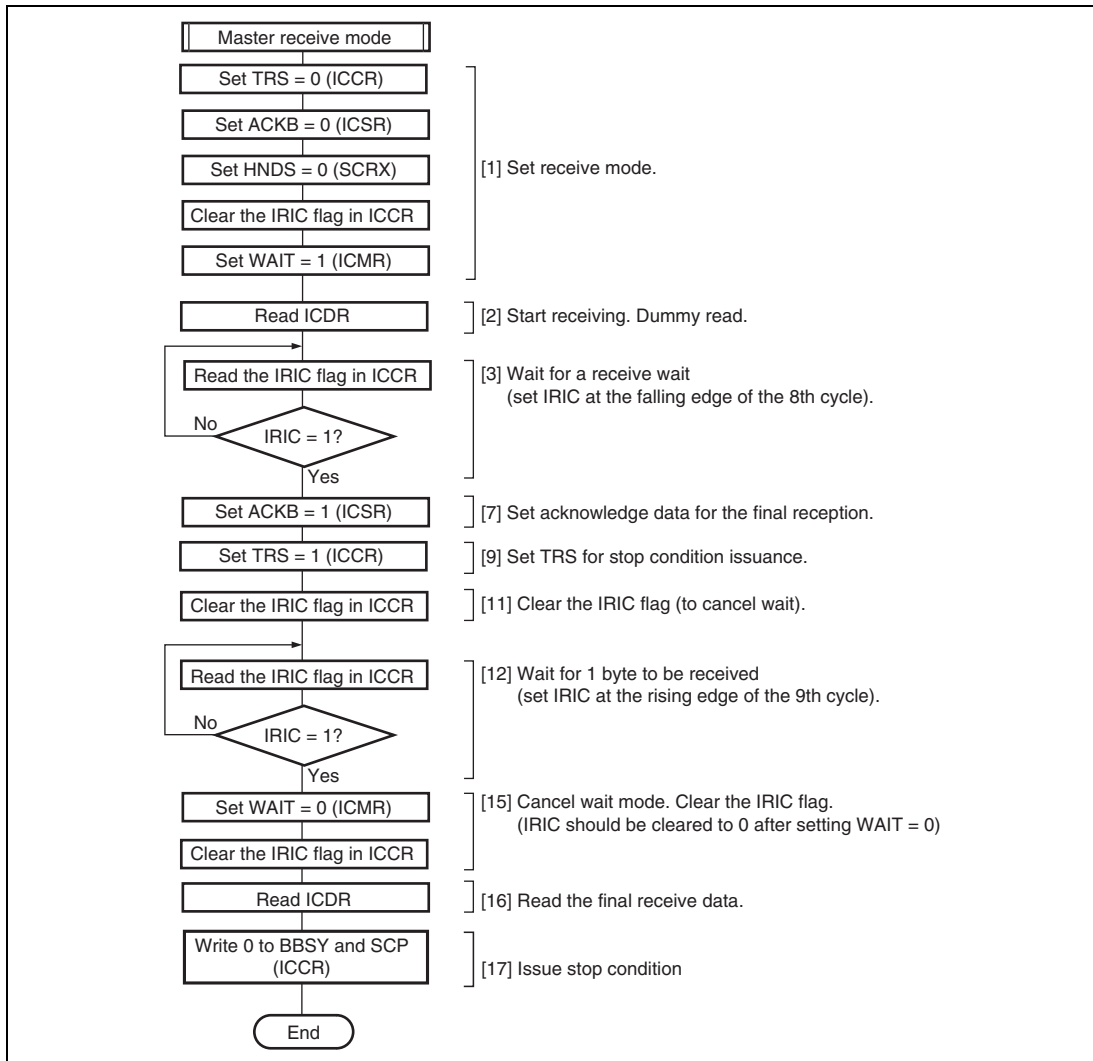 Master receive mode
Set TRS = 0 (ICCR)
Set ACKB = 0 (ICSR)
Set HNDS = 0 (SCRX)
Clear the IRIC flag in ICCR
Set WAIT = 1 (ICMR)
[1] Set receive mode.
Read ICDR
[2] Start receiving. Dummy read.
Read the IRIC flag in ICCR
[3] Wait for a receive wait
(set IRIC at the falling edge of the 8th cycle).
No
IRIC = 1?
Yes
Set ACKB = 1 (ICSR)
[7] Set acknowledge data for the final reception.
Set TRS = 1 (ICCR)
[9] Set TRS for stop condition issuance.
Clear the IRIC flag in ICCR
[11] Clear the IRIC flag (to cancel wait).
Read the IRIC flag in ICCR
[12] Wait for 1 byte to be received
(set IRIC at the rising edge of the 9th cycle).
No
IRIC = 1?
Yes
Set WAIT = 0 (ICMR)
[15] Cancel wait mode. Clear the IRIC flag.
(IRIC should be cleared to 0 after setting WAIT = 0)
Clear the IRIC flag in ICCR
Read ICDR
[16] Read the final receive data.
Write 0 to BBSY and SCP
(ICCR)
[17] Issue stop condition
End